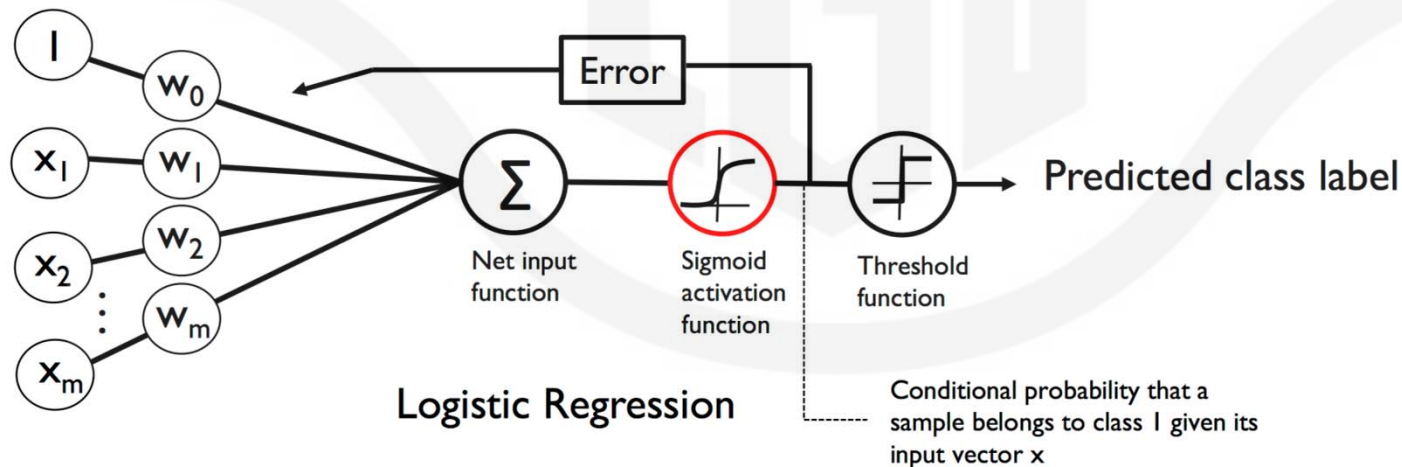 1
w0
Error
x1
w1
Σ
Predicted class label
x2
w2
Net input
function
Sigmoid
activation
function
Threshold
function
⋮
wm
xm
Logistic Regression
Conditional probability that a
sample belongs to class 1 given its
input vector x